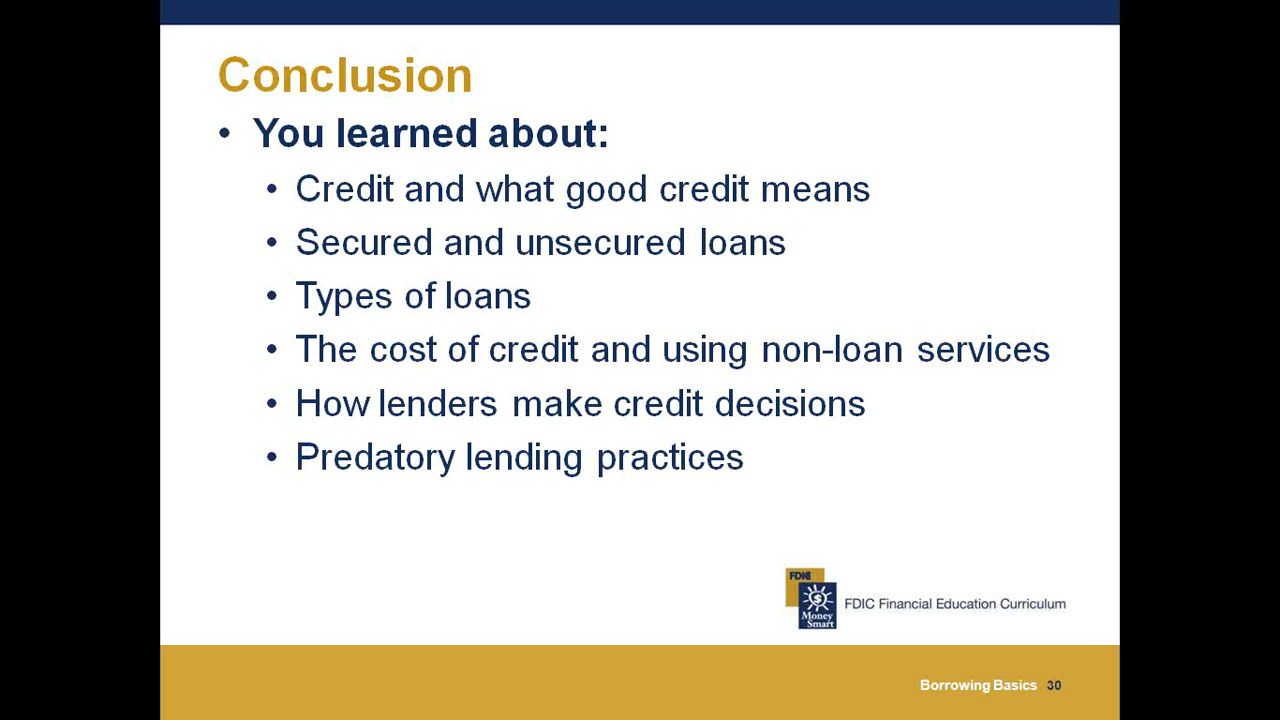 Conclusion
• You learned about:
• Credit and what good credit means
• Secured and unsecured loans
• Types of loans
• The cost of credit and using non-loan services
• How lenders make credit decisions
• Predatory lending practices
FDIC
$
Money
Smart
FDIC Financial Education Curriculum
Borrowing Basics 30